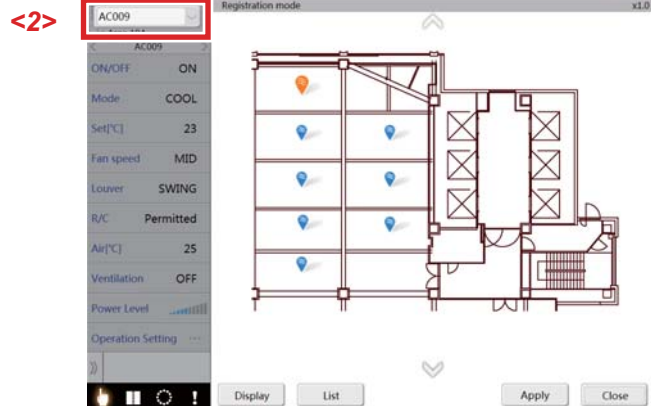 <2>
AC009
Registration mode
x1.0
AC009
ON/OFF ON
Mode COOL
Set[°C] 23
Fan speed MID
Louver SWING
R/C Permitted
Air[°C] 25
Ventilation OFF
Power Level
Operation Setting ...
Display
List
Apply
Close